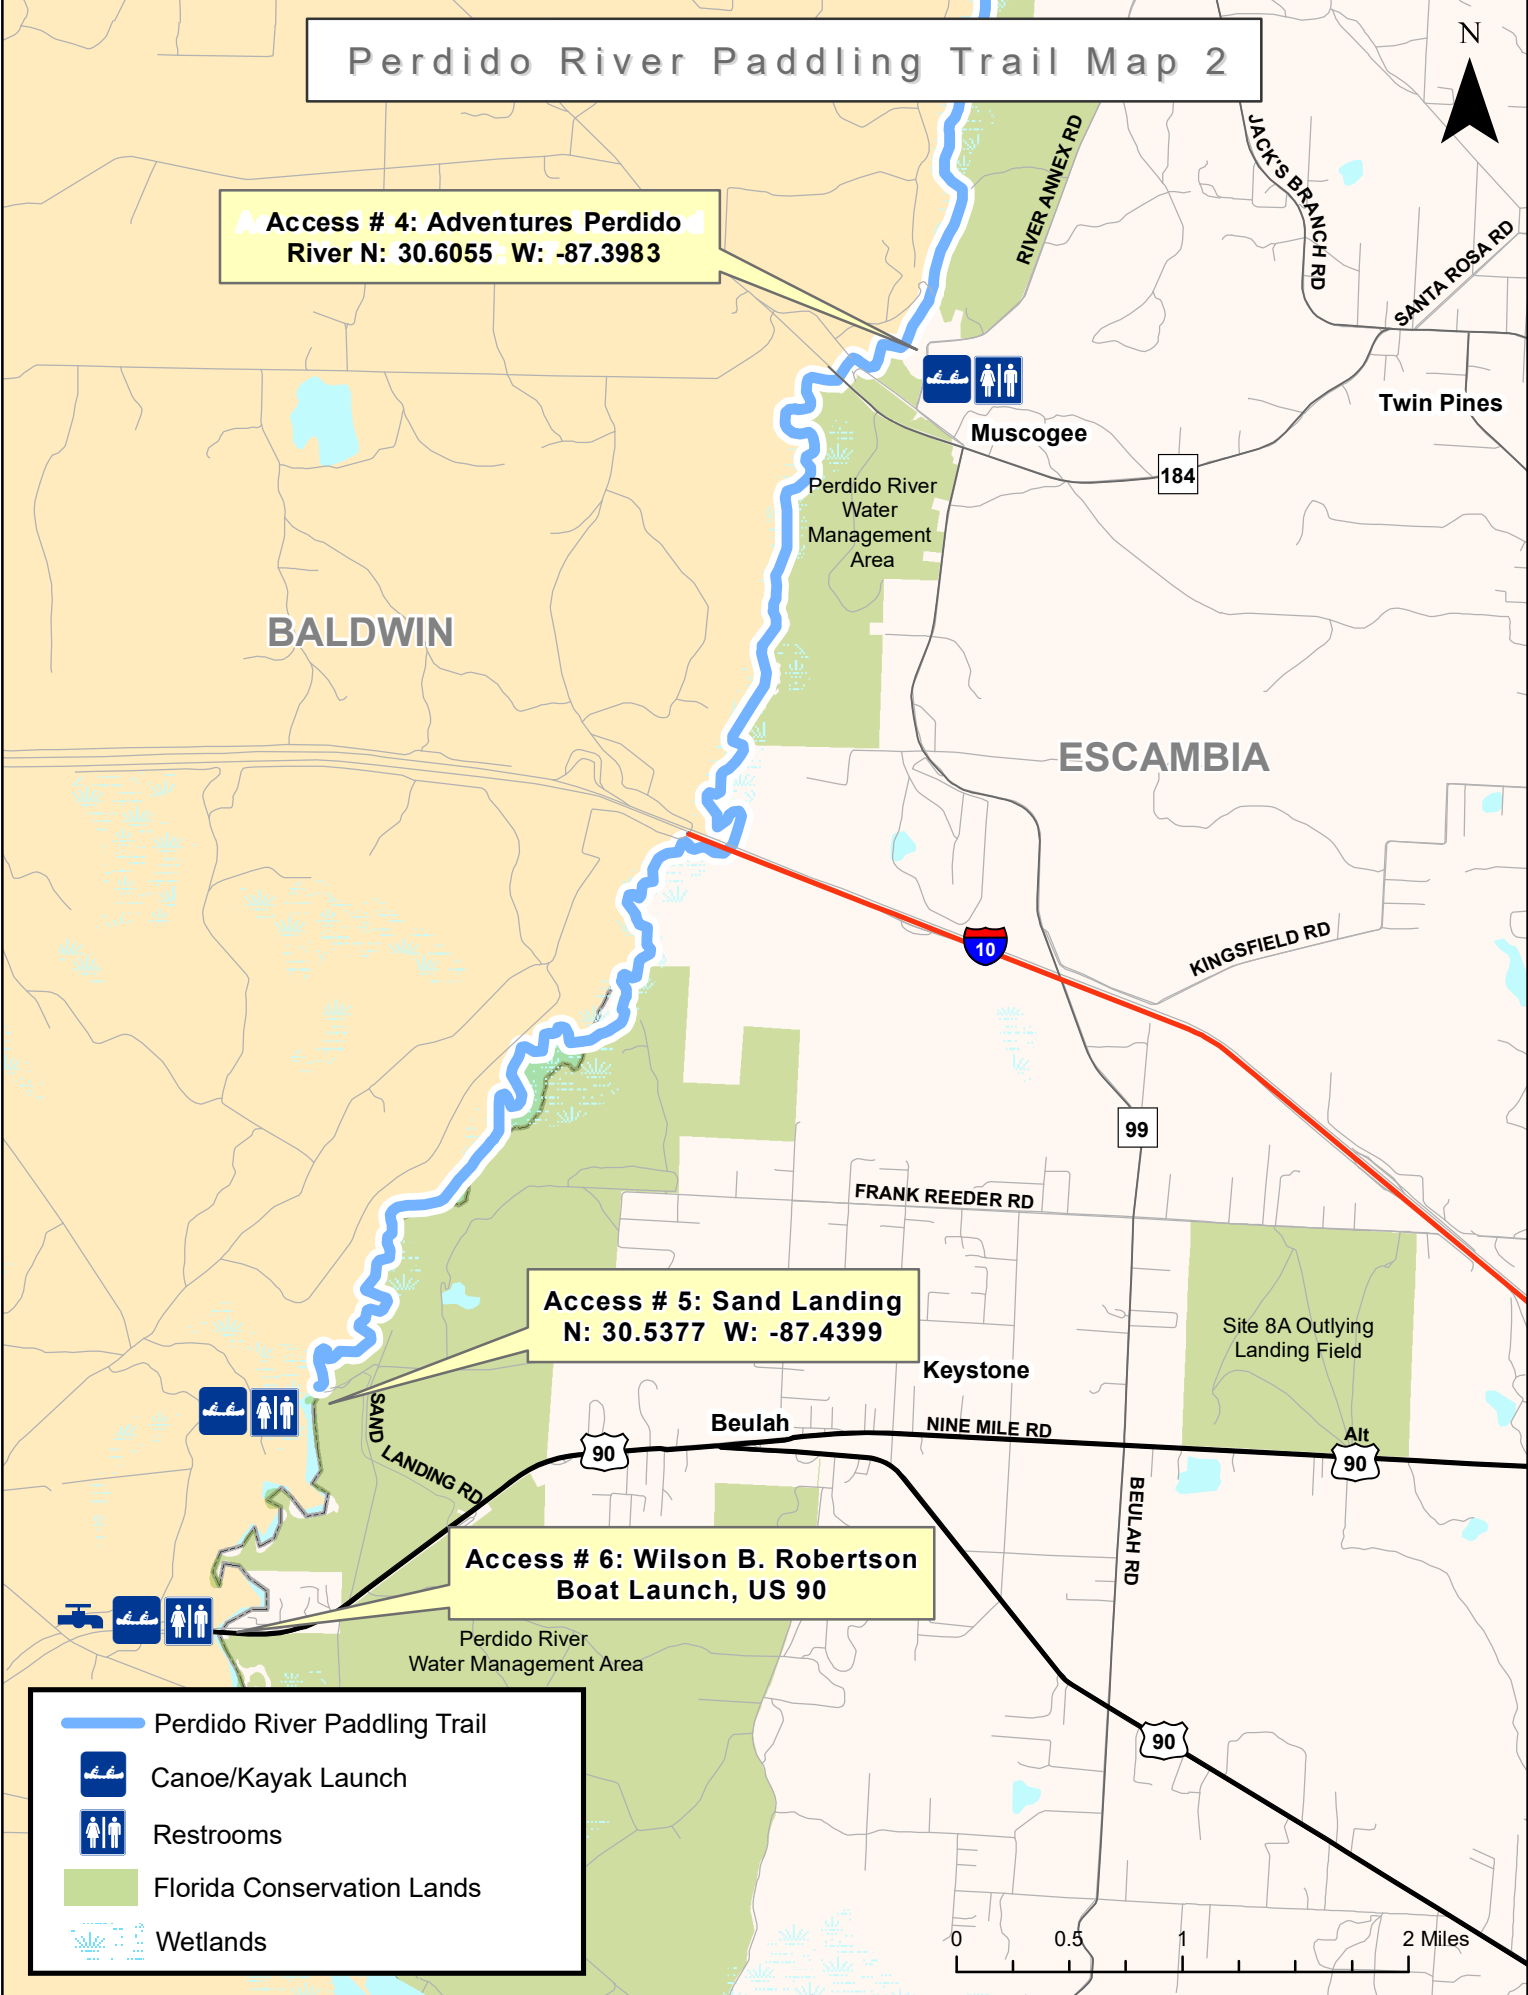 Perdido River Paddling Trail Map 2
N
JACK'S BRANCH RD
RIVER ANNEX RD
SANTA ROSA RD
Access # 4: Adventures Perdido
River N: 30.6055 W: -87.3983
Twin Pines
Muscogee
184
Perdido River
Water
Management
Area
BALDWIN
ESCAMBIA
10
KINGSFIELD RD
99
FRANK REEDER RD
Access # 5: Sand Landing
N: 30.5377 W: -87.4399
Site 8A Outlying
Landing Field
Keystone
SAND LANDING RD
Beulah
NINE MILE RD
90
Alt
90
BEULAH RD
Access # 6: Wilson B. Robertson
Boat Launch, US 90
Perdido River
Water Management Area
90
Perdido River Paddling Trail
Canoe/Kayak Launch
Restrooms
Florida Conservation Lands
Wetlands
0 0.5 1 2 Miles